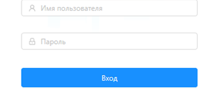 Имя пользователя
Пароль
Вход